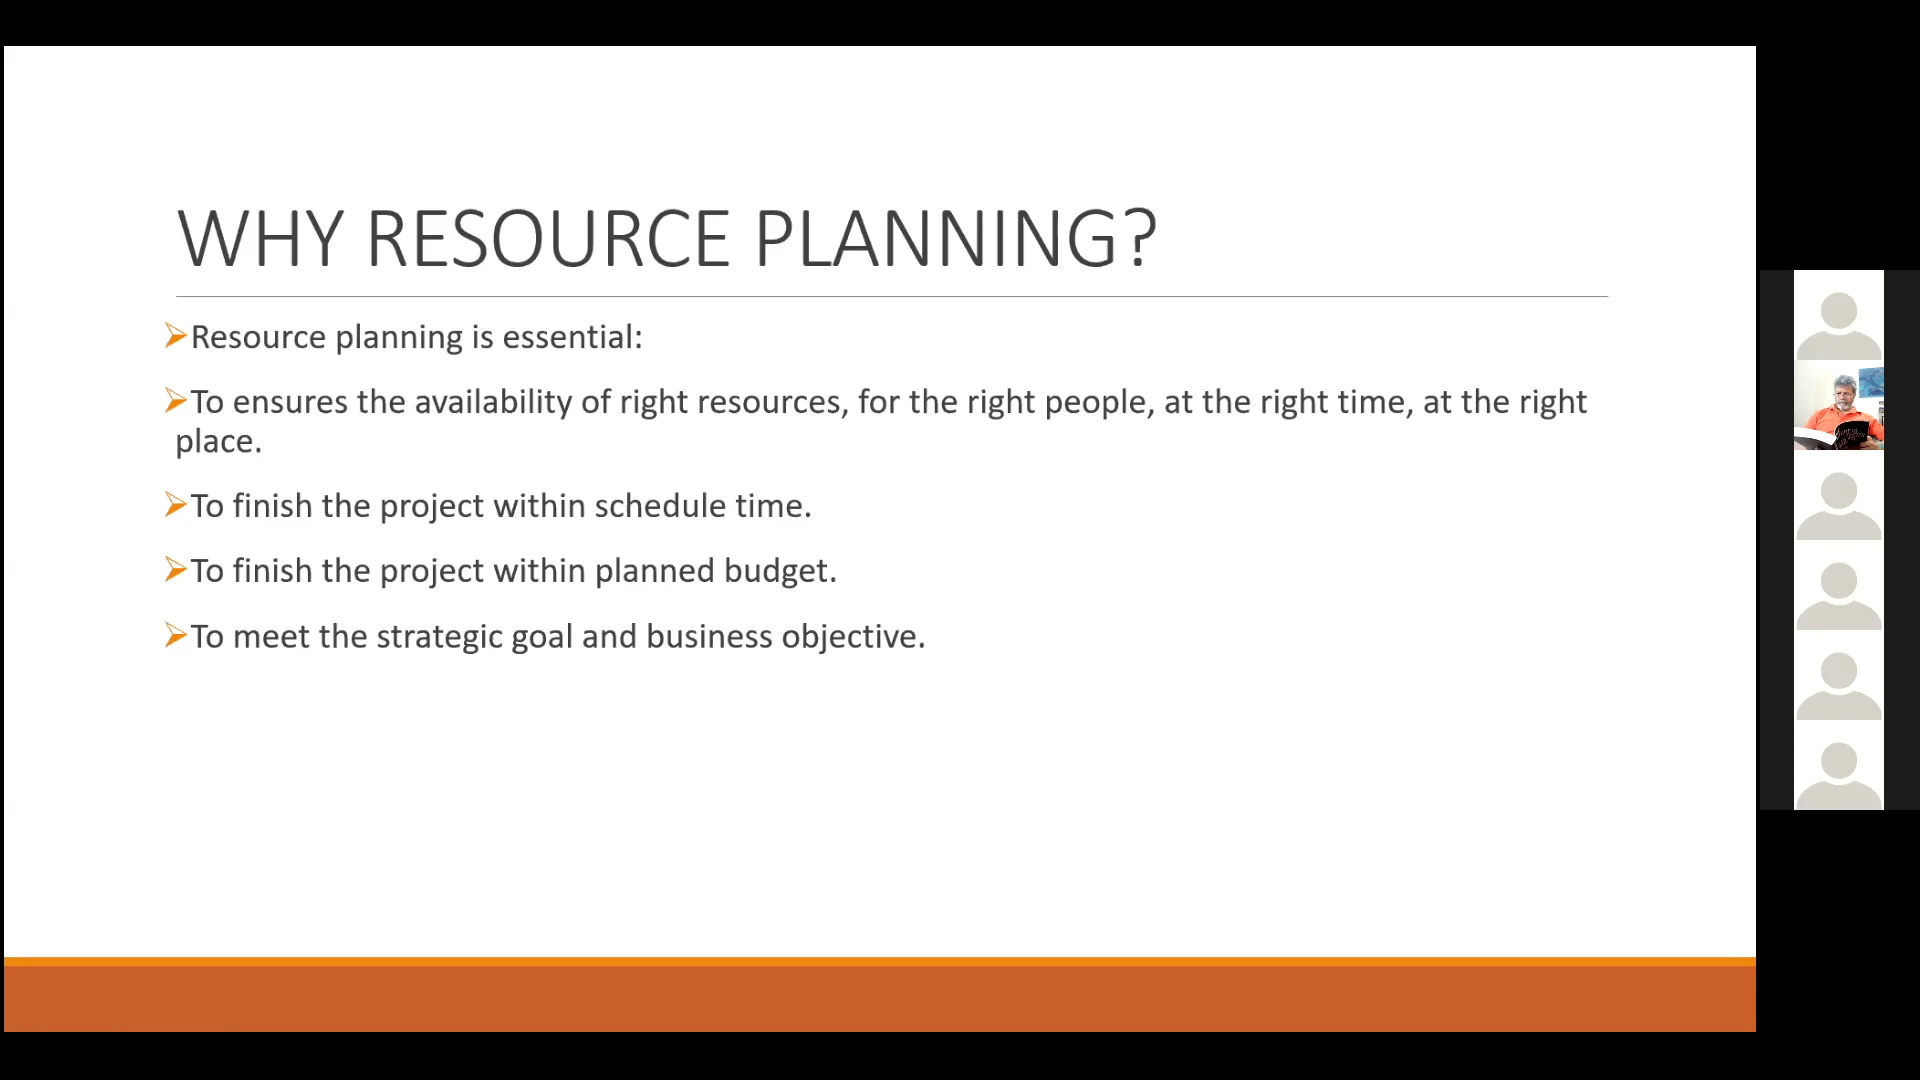 WHY RESOURCE PLANNING?
➢Resource planning is essential:
➢To ensures the availability of right resources, for the right people, at the right time, at the right
place.
➢To finish the project within schedule time.
➢To finish the project within planned budget.
➢To meet the strategic goal and business objective.